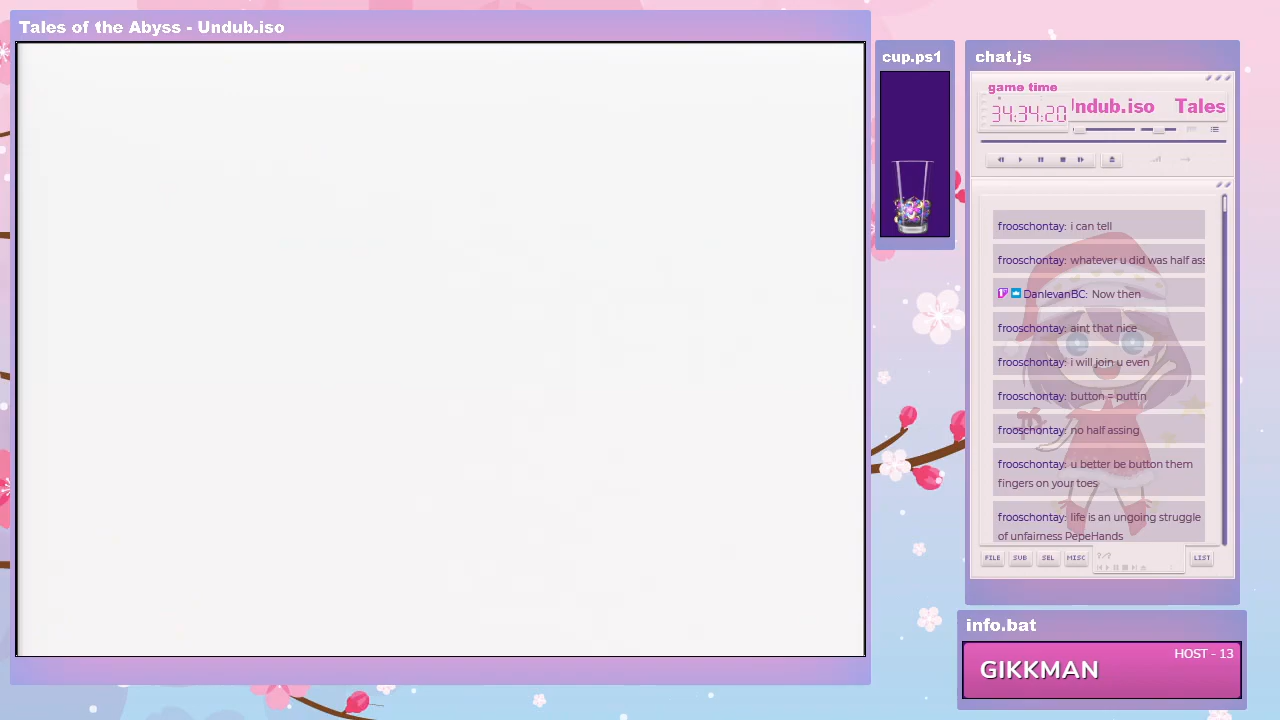 Tales of the Abyss - Undub.iso
cup.ps1
chat.js
game time
34:34:20
Undub.iso Tales
frooschontay: i can tell
frooschontay: whatever u did was half ass
DanlevanBC: Now then
frooschontay: aint that nice
frooschontay: i will join u even
frooschontay: button = puttin
frooschontay: no half assing
frooschontay: u better be button them
fingers on your toes
frooschontay: life is an ungoing struggle
of unfairness PepeHands
FILE SUB SEL MISC ?/? LIST
info.bat
HOST - 13
GIKKMAN